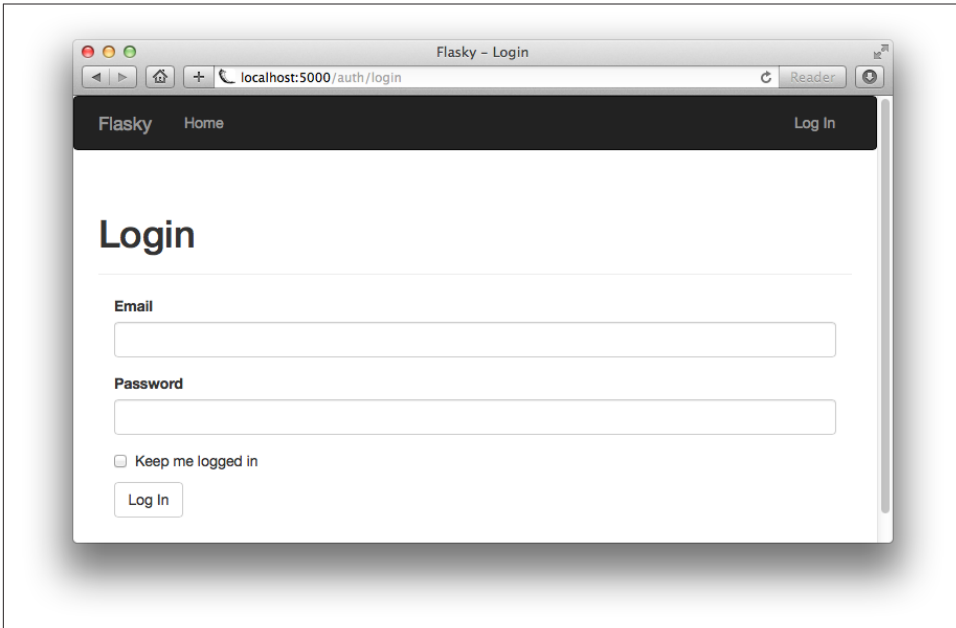 Flasky – Login
localhost:5000/auth/login
Reader
Flasky Home Log In
Login
Email
Password
Keep me logged in
Log In